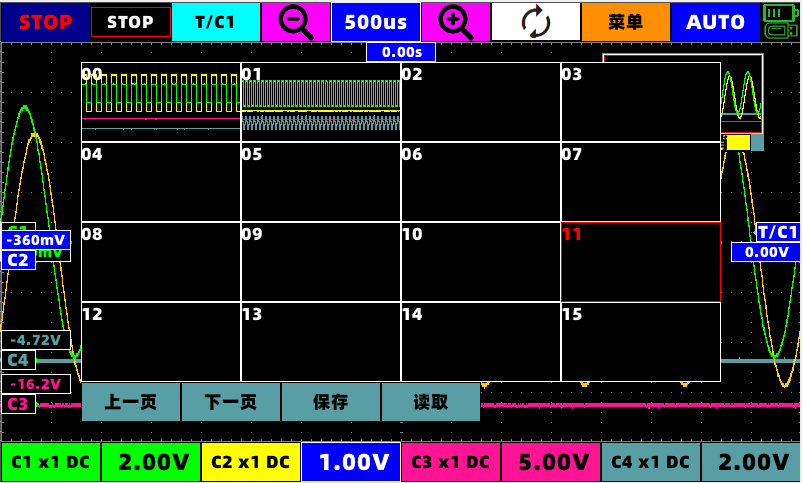 STOP STOP T/C1 500us 菜单 AUTO
0.00s
00 01 02 03
04 05 06 07
-360mV T/C1
08 09 10 11
C2 0.00V
12 13 14 15
-4.72V
C4
-16.2V
C3 上一页 下一页 保存 读取
C1 x1 DC 2.00V C2 x1 DC 1.00V C3 x1 DC 5.00V C4 x1 DC 2.00V